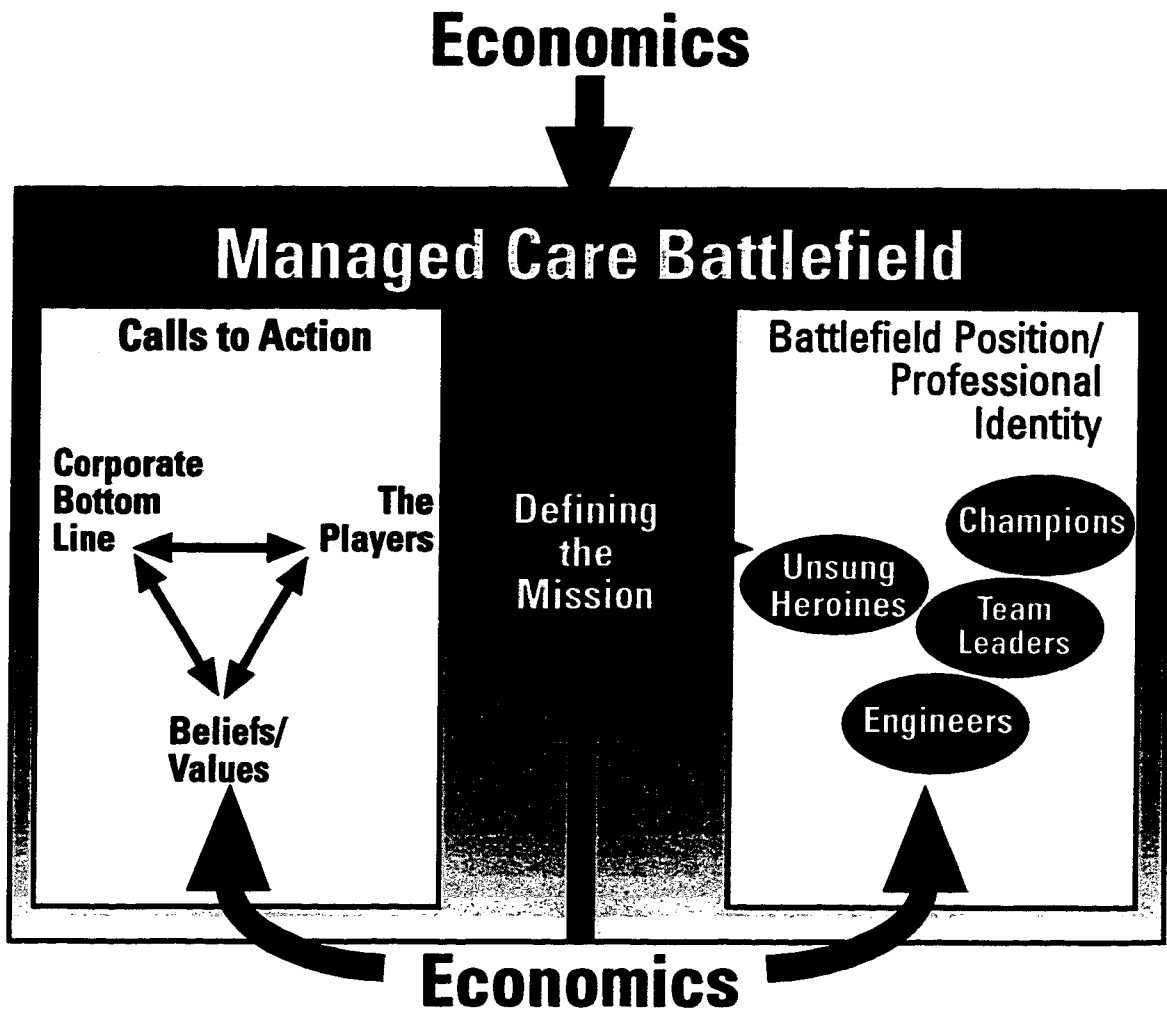 Economics
Managed Care Battlefield
Calls to Action
Corporate
Bottom
Line
The
Players
Beliefs/
Values
Defining
the
Mission
Battlefield Position/
Professional
Identity
Champions
Unsung
Heroines
Team
Leaders
Engineers
Economics